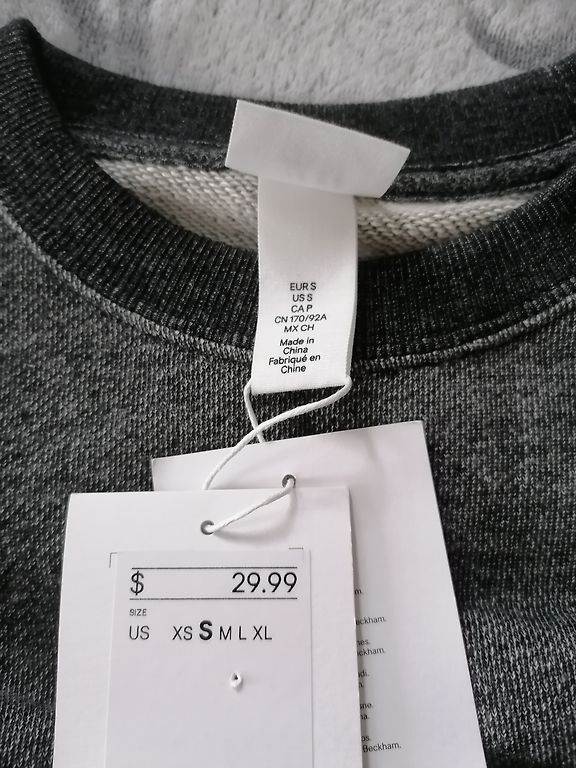 EUR S
US S
CA P
CN 170/92A
MX CH
Made in
China
Fabriqué en
Chine
$ 29.99
SIZE
US XS S M L XL
Beckham.